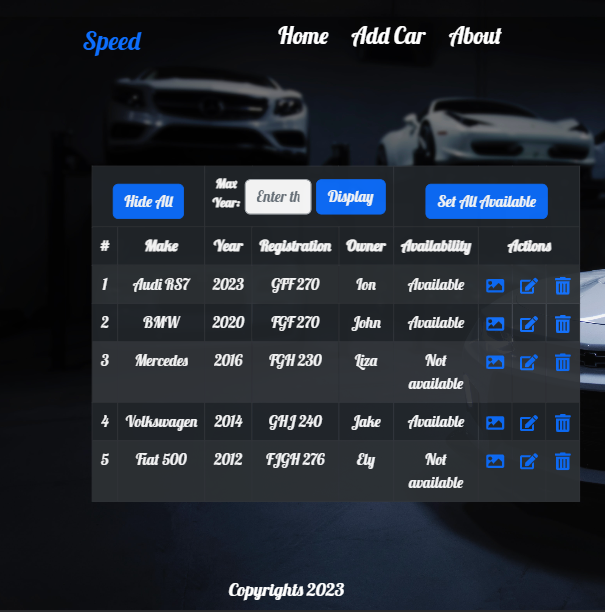 Speed Home Add Car About
Hide All Max Year: Enter th Display Set All Available
# Make Year Registration Owner Availability Actions
1 Audi RS7 2023 GFF 270 Ion Available
2 BMW 2020 FGF 270 John Available
3 Mercedes 2016 FGH 230 Liza Not available
4 Volkswagen 2014 GHJ 240 Jake Available
5 Fiat 500 2012 FJGH 276 Ely Not available
Copyrights 2023